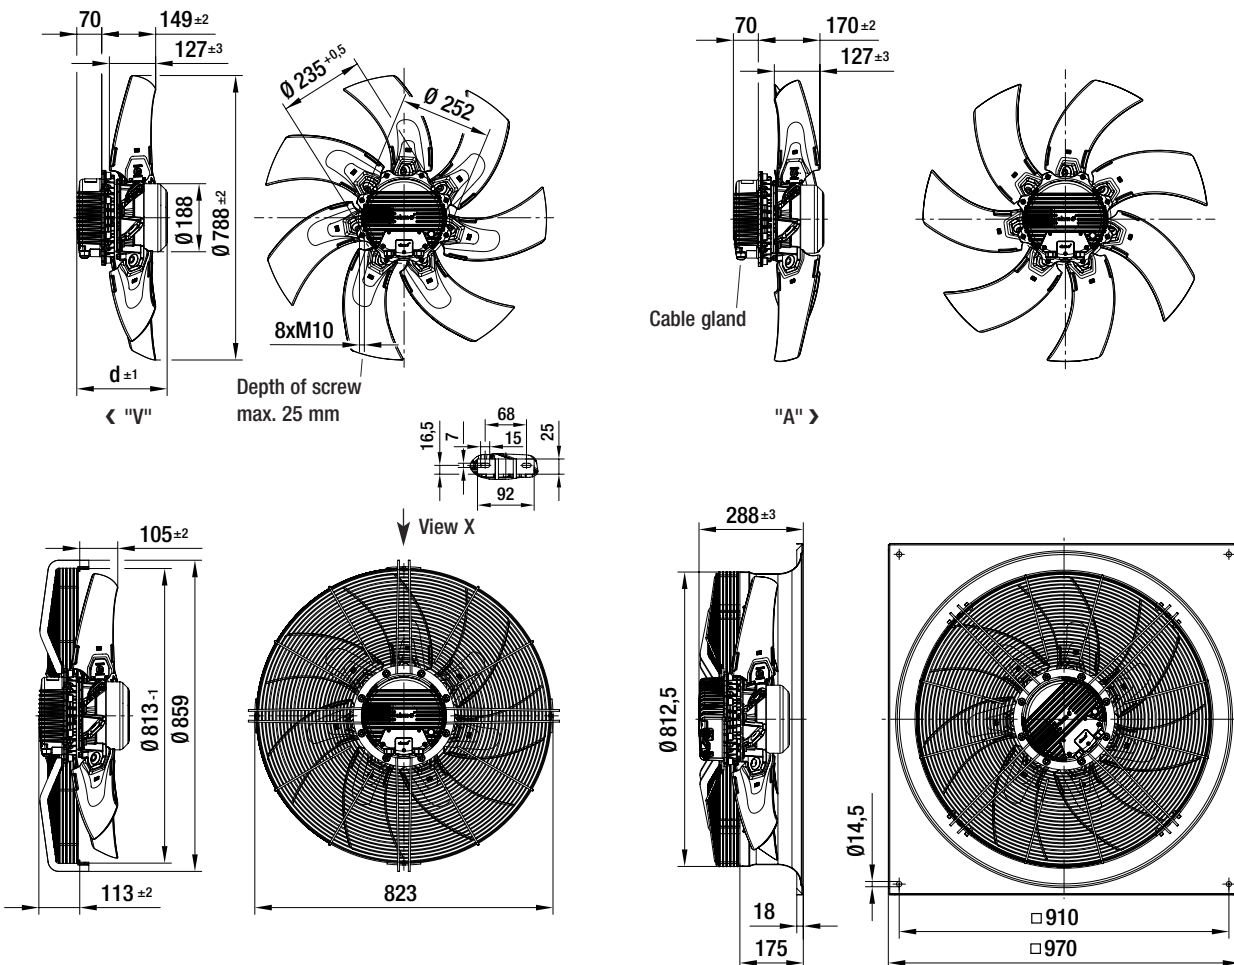 70
149±2
127±3
Ø 235+0,5
Ø 252
Ø 188
Ø 788 ±2
8xM10
d ±1
Depth of screw
max. 25 mm
‹ "V"
70
170±2
127±3
Cable gland
"A" ›
68
16,5
7
15
25
92
View X
105±2
Ø 813-1
Ø 859
113 ±2
823
288±3
Ø 812,5
18
175
Ø14,5
□ 910
□ 970